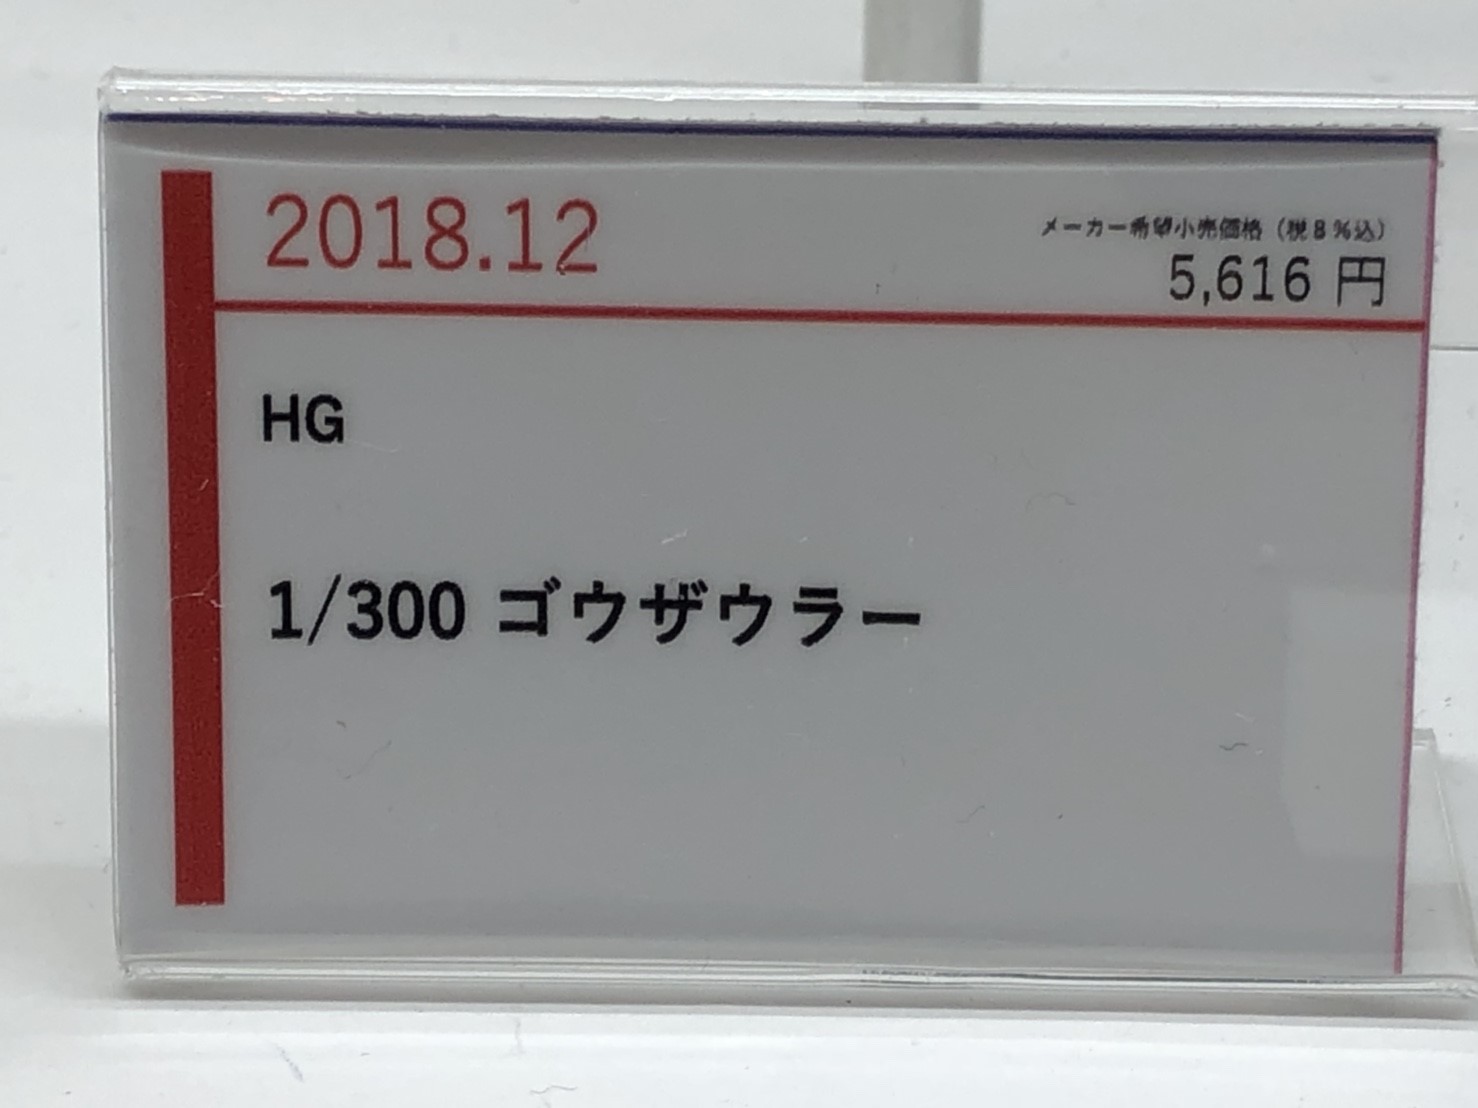 2018.12
メーカー希望小売価格（税8％込）
5,616 円
HG
1/300 ゴウザウラー